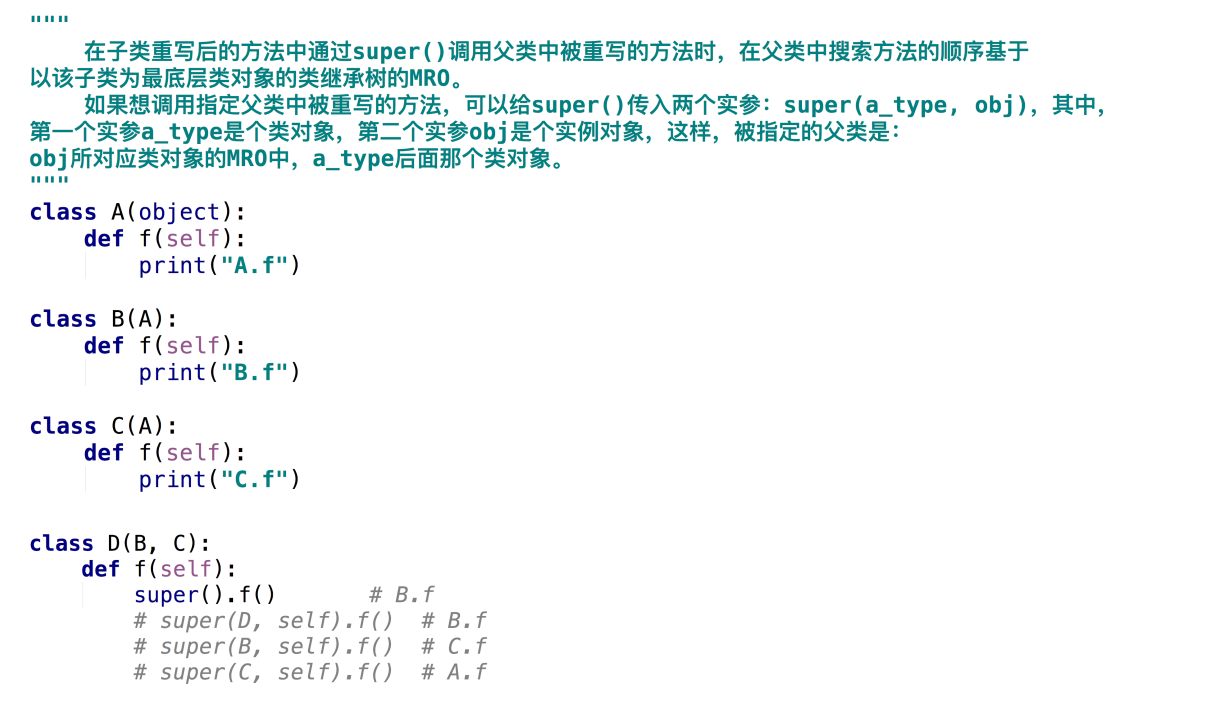 """
    在子类重写后的方法中通过super()调用父类中被重写的方法时，在父类中搜索方法的顺序基于
以该子类为最底层类对象的类继承树的MRO。
    如果想调用指定父类中被重写的方法，可以给super()传入两个实参：super(a_type, obj)，其中，
第一个实参a_type是个类对象，第二个实参obj是个实例对象，这样，被指定的父类是：
obj所对应类对象的MRO中，a_type后面那个类对象。
"""
class A(object):
    def f(self):
        print("A.f")

class B(A):
    def f(self):
        print("B.f")

class C(A):
    def f(self):
        print("C.f")

class D(B, C):
    def f(self):
        super().f()       # B.f
        # super(D, self).f()  # B.f
        # super(B, self).f()  # C.f
        # super(C, self).f()  # A.f